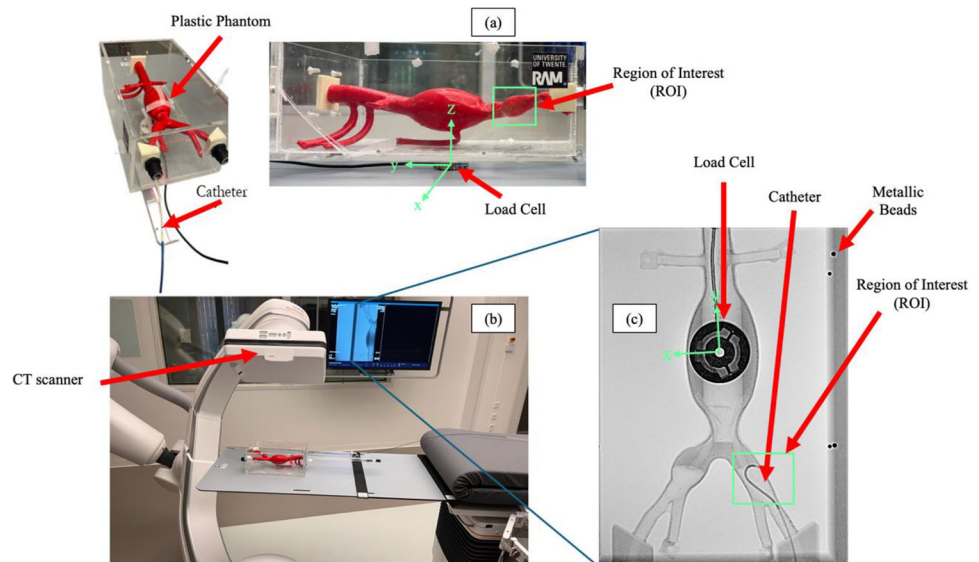 Plastic Phantom
(a)
UNIVERSITY
OF TWENTE
RAM
Region of Interest
(ROI)
z
y
x
Load Cell
Catheter
Load Cell
Catheter
Metallic
Beads
Region of Interest
(ROI)
(b)
(c)
y
x
CT scanner